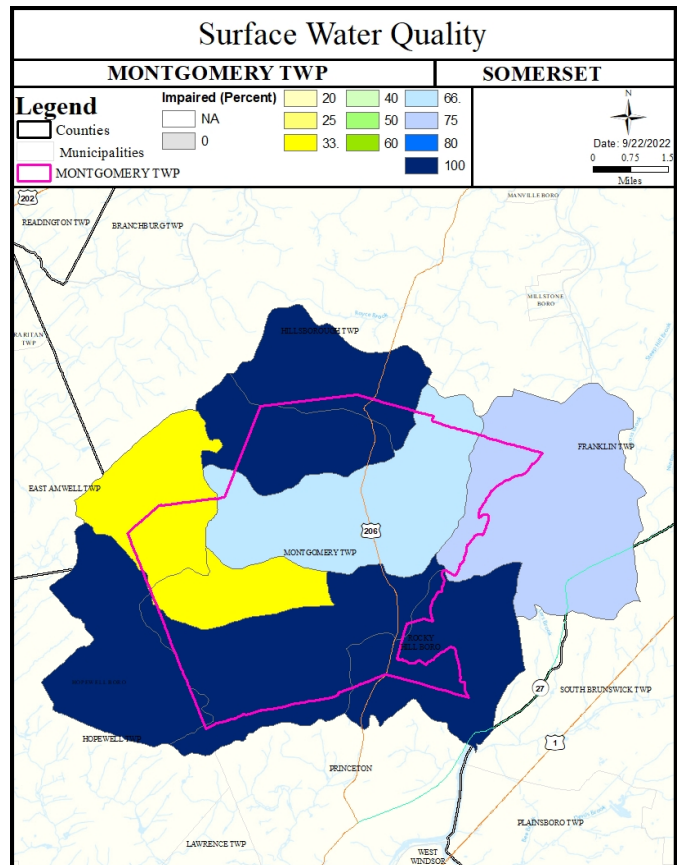 Surface Water Quality
MONTGOMERY TWP
SOMERSET
Legend
Counties
Municipalities
MONTGOMERY TWP
Impaired (Percent)
NA
0
20
25
33.
40
50
60
66.
75
80
100
N
Date: 9/22/2022
0 0.75 1.5
Miles
202
READINGTON TWP
BRANCHBURG TWP
MANVILLE BORO
MILLSTONE
BORO
RARITAN
TWP
HILLSBOROUGH TWP
FRANKLIN TWP
EAST AMWELL TWP
206
MONTGOMERY TWP
ROCKY
HILL BORO
27
SOUTH BRUNSWICK TWP
HOPEWELL TWP
1
PRINCETON
PLAINSBORO TWP
LAWRENCE TWP
WEST
WINDSOR